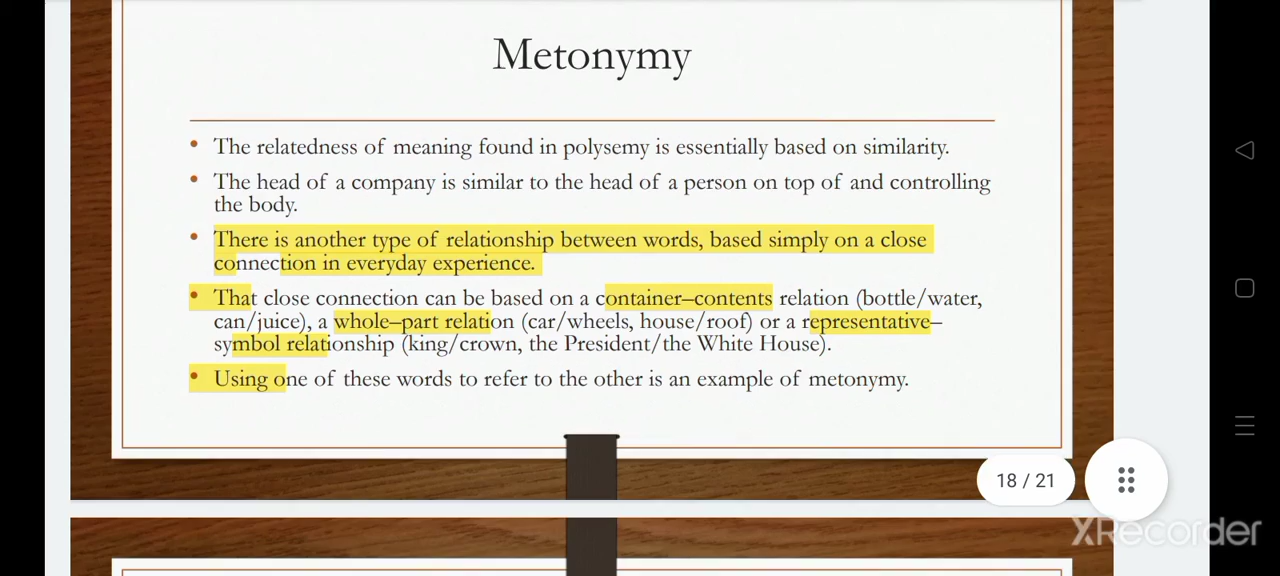 Metonymy
• The relatedness of meaning found in polysemy is essentially based on similarity.
• The head of a company is similar to the head of a person on top of and controlling
the body.
• There is another type of relationship between words, based simply on a close
connection in everyday experience.
• That close connection can be based on a container–contents relation (bottle/water,
can/juice), a whole–part relation (car/wheels, house/roof) or a representative–
symbol relationship (king/crown, the President/the White House).
• Using one of these words to refer to the other is an example of metonymy.
18 / 21
XRecorder